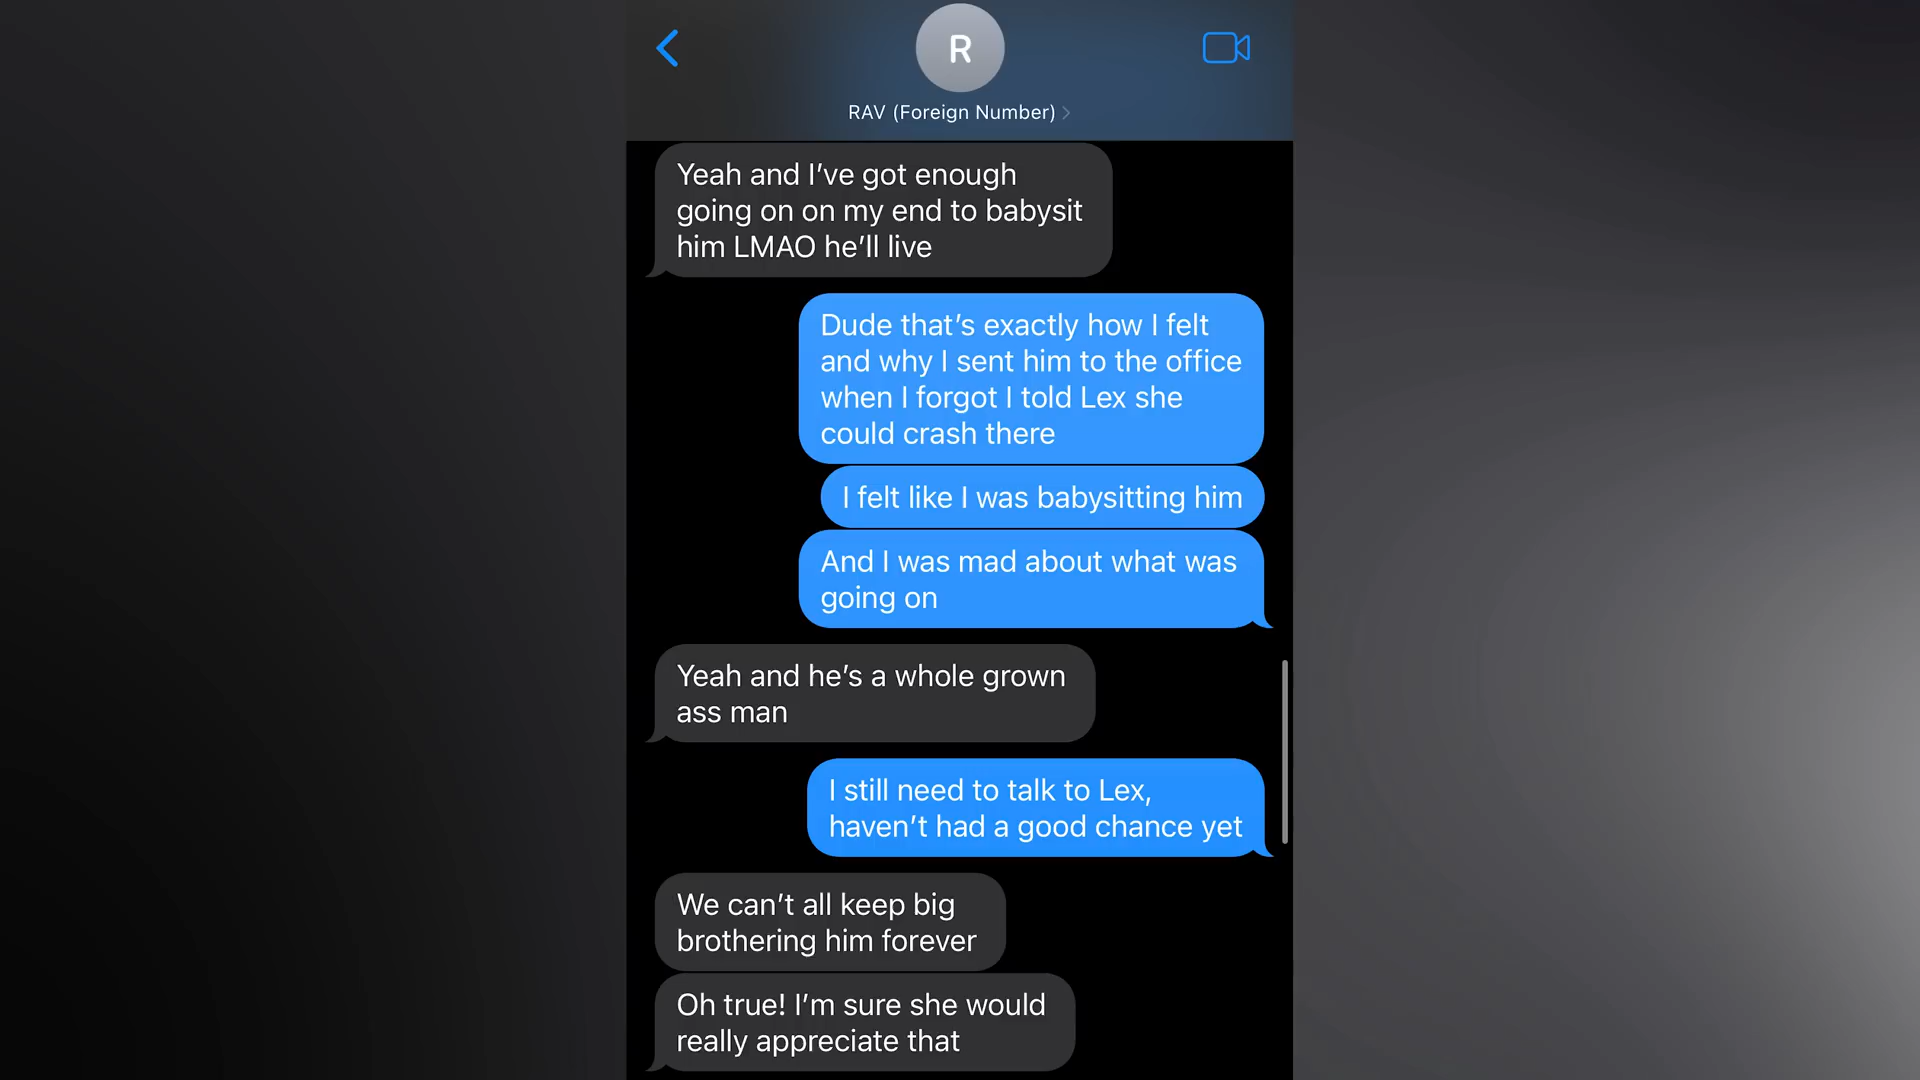 R
RAV (Foreign Number)
Yeah and I’ve got enough
going on on my end to babysit
him LMAO he’ll live
Dude that’s exactly how I felt
and why I sent him to the office
when I forgot I told Lex she
could crash there
I felt like I was babysitting him
And I was mad about what was
going on
Yeah and he’s a whole grown
ass man
I still need to talk to Lex,
haven’t had a good chance yet
We can’t all keep big
brothering him forever
Oh true! I’m sure she would
really appreciate that